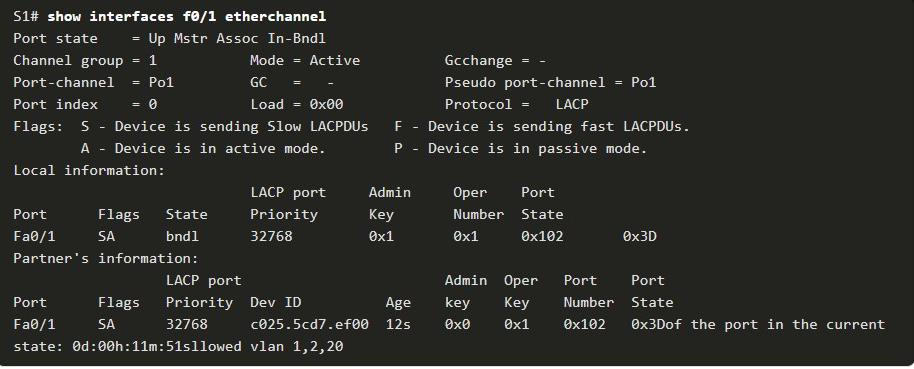 S1# show interfaces f0/1 etherchannel
Port state    = Up Mstr Assoc In-Bndl
Channel group = 1           Mode = Active          Gcchange = -
Port-channel  = Po1         GC   =   -             Pseudo port-channel = Po1
Port index    = 0           Load = 0x00            Protocol =   LACP
Flags:  S - Device is sending Slow LACPDUs   F - Device is sending fast LACPDUs.
        A - Device is in active mode.        P - Device is in passive mode.
Local information:
                            LACP port     Admin     Oper    Port
Port      Flags   State     Priority      Key       Number  State
Fa0/1     SA      bndl      32768         0x1       0x1     0x102       0x3D
Partner's information:
                  LACP port                        Admin  Oper   Port    Port
Port      Flags   Priority  Dev ID          Age    key    Key    Number  State
Fa0/1     SA      32768     c025.5cd7.ef00  12s    0x0    0x1    0x102   0x3Dof the port in the current
state: 0d:00h:11m:51sllowed vlan 1,2,20